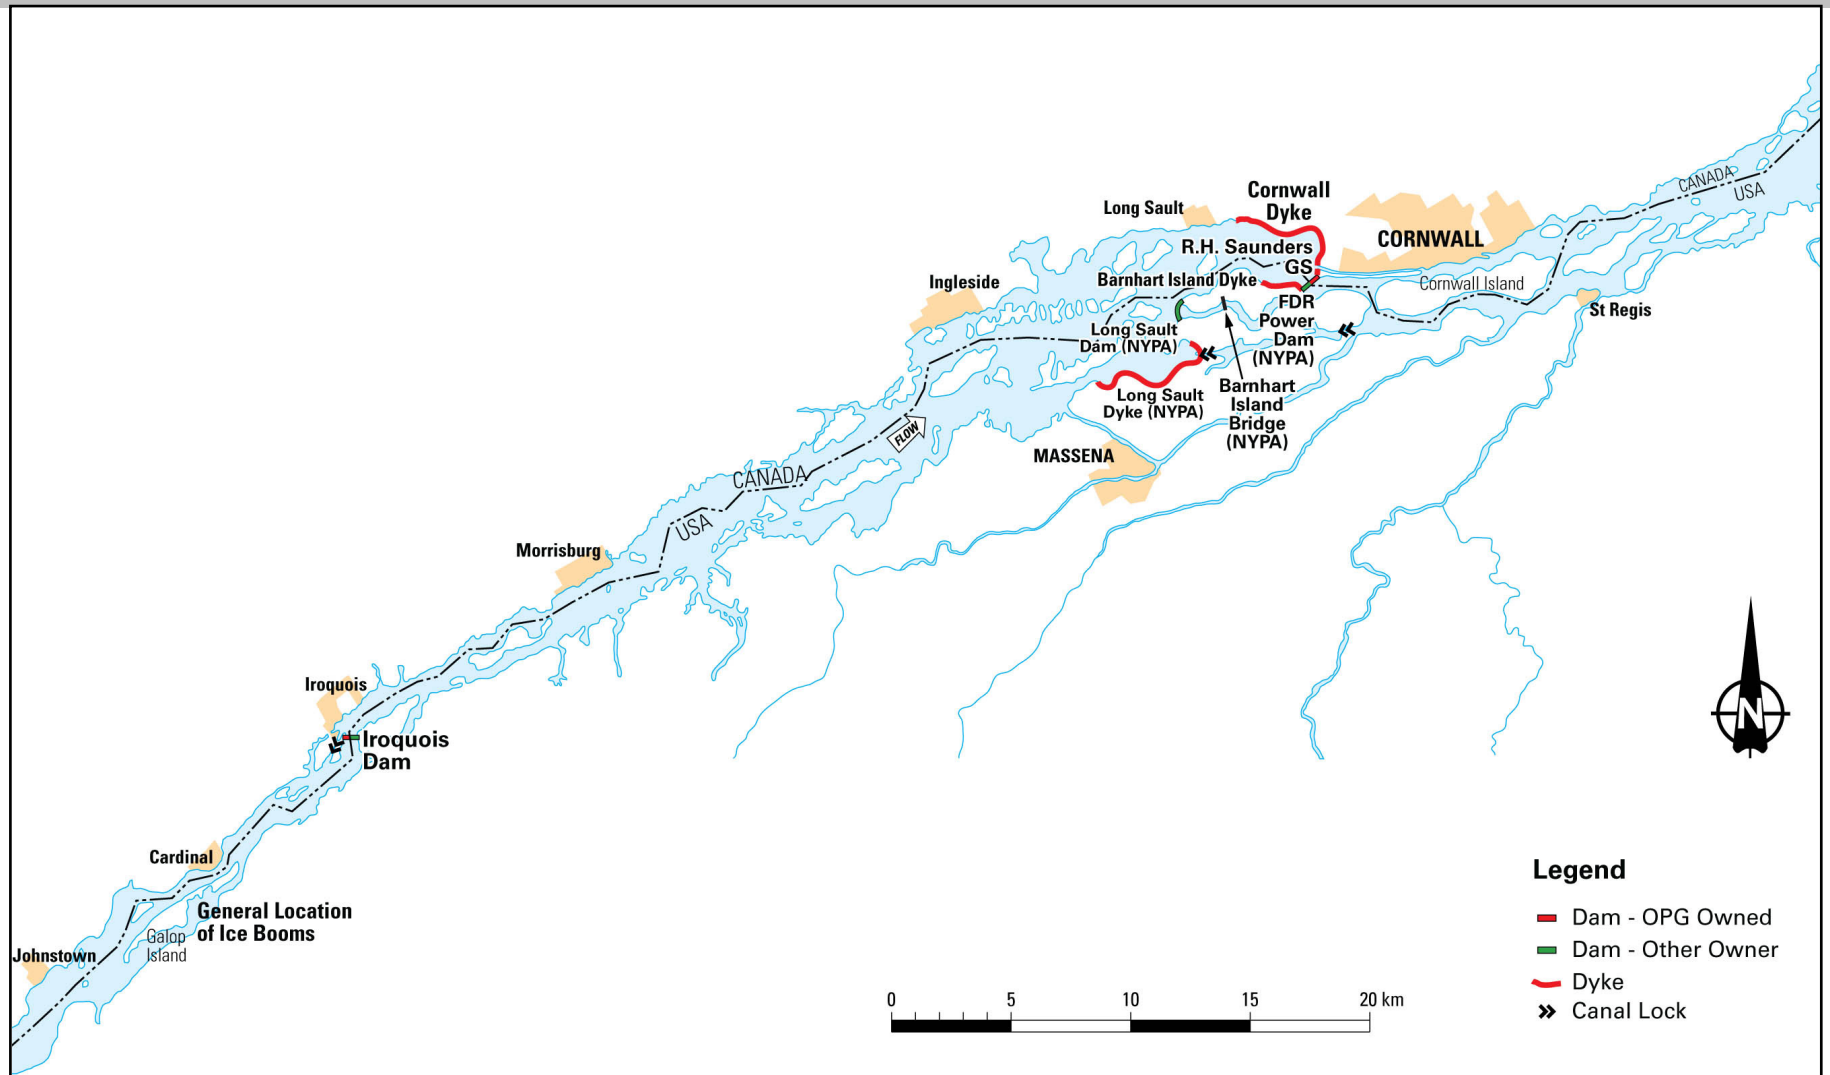 CANADA
USA
Cornwall
Dyke
Long Sault
CORNWALL
R.H. Saunders
GS
Barnhart Island Dyke
Cornwall Island
Ingleside
FDR
Power
Dam
(NYPA)
St Regis
Long Sault
Dam (NYPA)
Barnhart
Island
Bridge
(NYPA)
Long Sault
Dyke (NYPA)
FLOW
MASSENA
CANADA
USA
Morrisburg
Iroquois
Iroquois
Dam
N
Cardinal
General Location
of Ice Booms
Galop
Island
Johnstown
Legend
Dam - OPG Owned
Dam - Other Owner
Dyke
Canal Lock
0 5 10 15 20 km